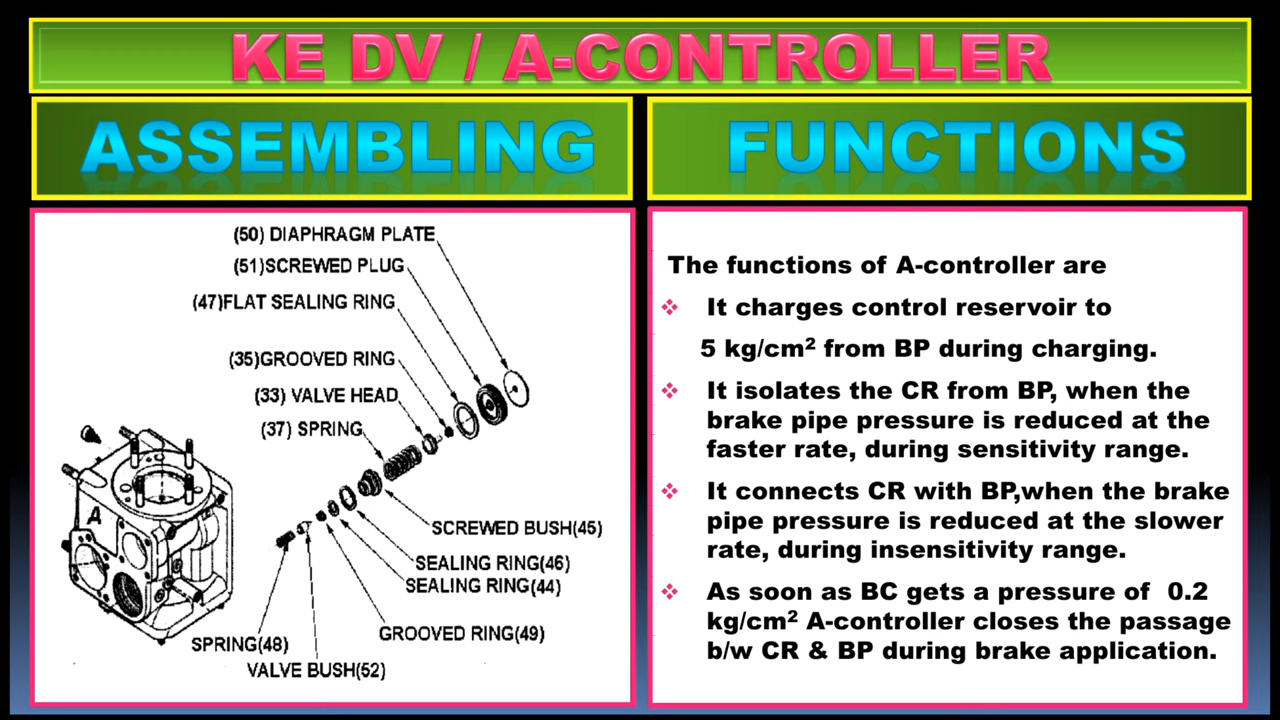 KE DV / A-CONTROLLER
ASSEMBLING
FUNCTIONS
(50) DIAPHRAGM PLATE
(51)SCREWED PLUG
(47)FLAT SEALING RING
(35)GROOVED RING
(33) VALVE HEAD
(37) SPRING
A
SCREWED BUSH(45)
SEALING RING(46)
SEALING RING(44)
GROOVED RING(49)
SPRING(48)
VALVE BUSH(52)
The functions of A-controller are
❖ It charges control reservoir to
5 kg/cm² from BP during charging.
❖ It isolates the CR from BP, when the
brake pipe pressure is reduced at the
faster rate, during sensitivity range.
❖ It connects CR with BP,when the brake
pipe pressure is reduced at the slower
rate, during insensitivity range.
❖ As soon as BC gets a pressure of 0.2
kg/cm² A-controller closes the passage
b/w CR & BP during brake application.